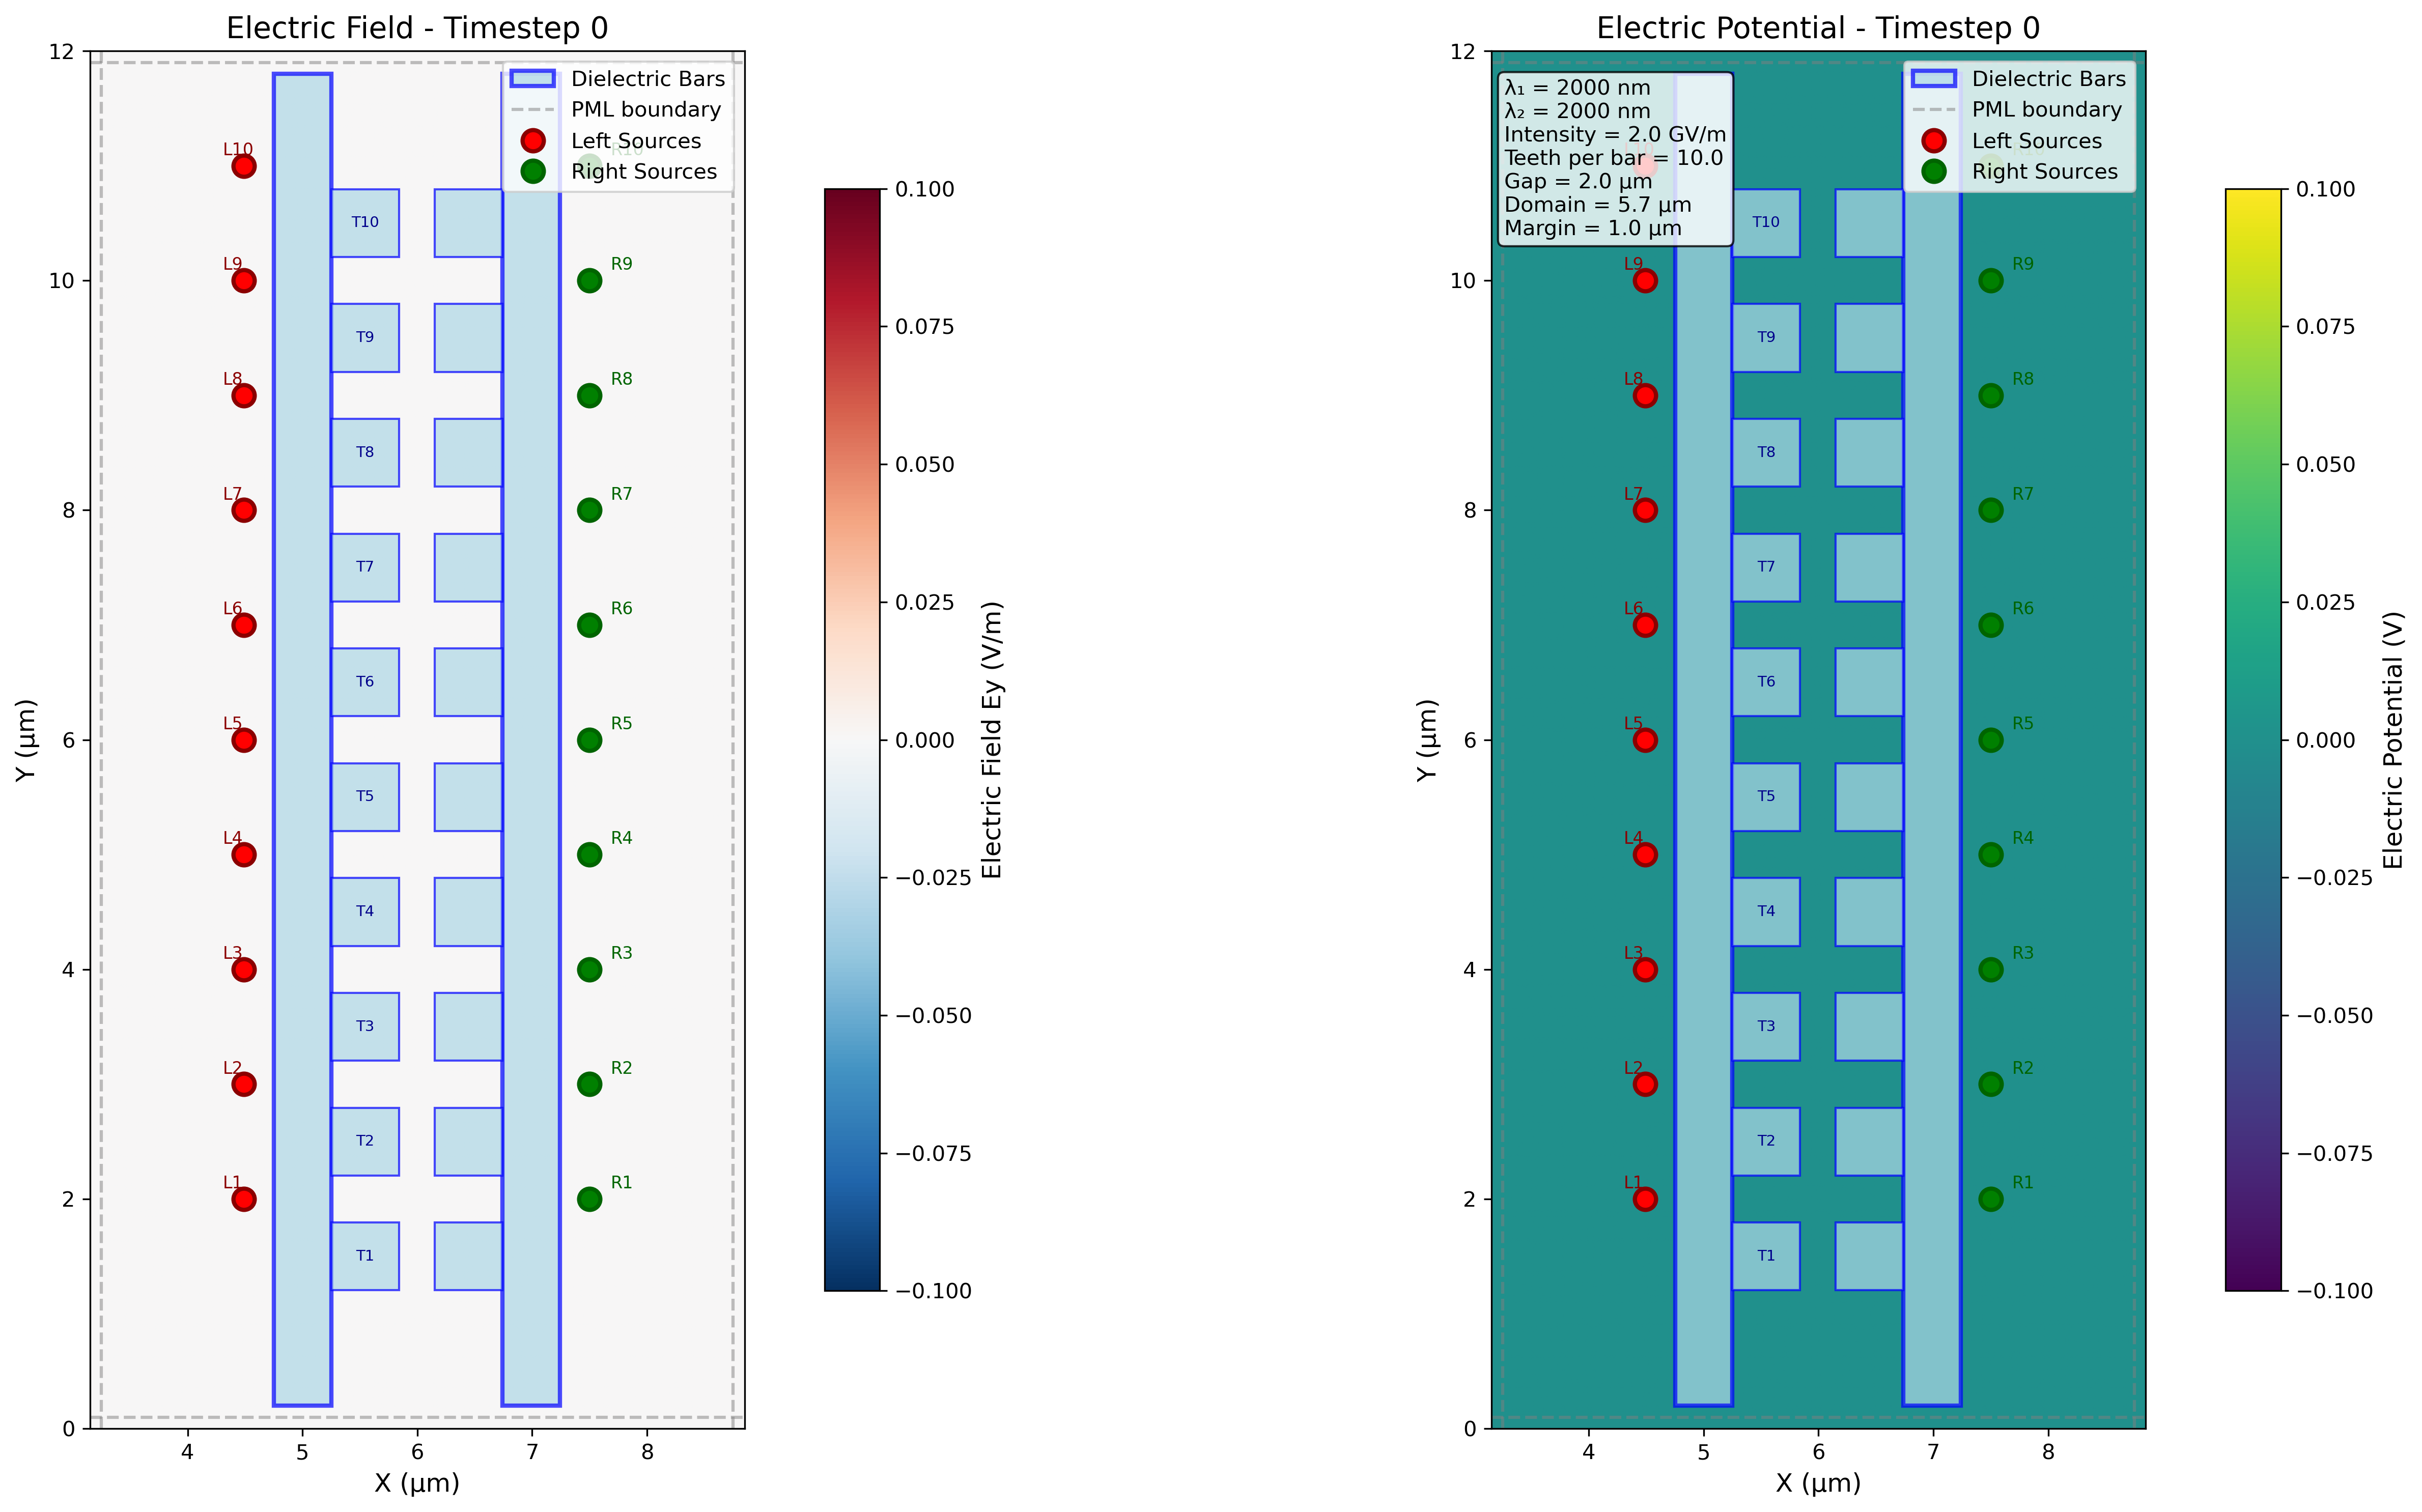 Electric Field - Timestep 0
Dielectric Bars
PML boundary
Left Sources
Right Sources
12
10
8
6
4
2
0
Y (μm)
4
5
6
7
8
X (μm)
L10
L9
L8
L7
L6
L5
L4
L3
L2
L1
T10
T9
T8
T7
T6
T5
T4
T3
T2
T1
R10
R9
R8
R7
R6
R5
R4
R3
R2
R1
0.100
0.075
0.050
0.025
0.000
−0.025
−0.050
−0.075
−0.100
Electric Field Ey (V/m)
Electric Potential - Timestep 0
λ₁ = 2000 nm
λ₂ = 2000 nm
Intensity = 2.0 GV/m
Teeth per bar = 10.0
Gap = 2.0 μm
Domain = 5.7 μm
Margin = 1.0 μm
Dielectric Bars
PML boundary
Left Sources
Right Sources
12
10
8
6
4
2
0
Y (μm)
4
5
6
7
8
X (μm)
L9
L8
L7
L6
L5
L4
L3
L2
L1
T10
T9
T8
T7
T6
T5
T4
T3
T2
T1
R9
R8
R7
R6
R5
R4
R3
R2
R1
0.100
0.075
0.050
0.025
0.000
−0.025
−0.050
−0.075
−0.100
Electric Potential (V)